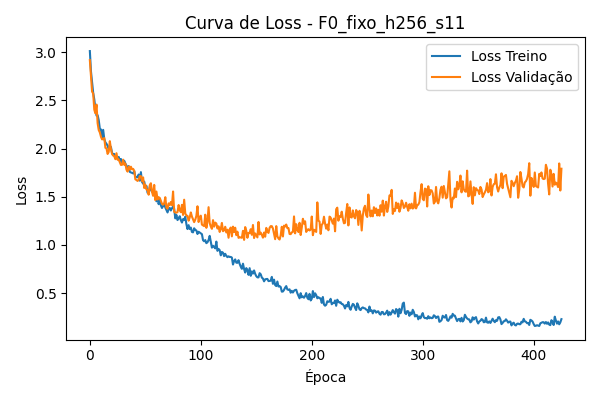 Curva de Loss - F0_fixo_h256_s11
Loss Treino
Loss Validação
Loss
3.0
2.5
2.0
1.5
1.0
0.5
0
100
200
300
400
Época